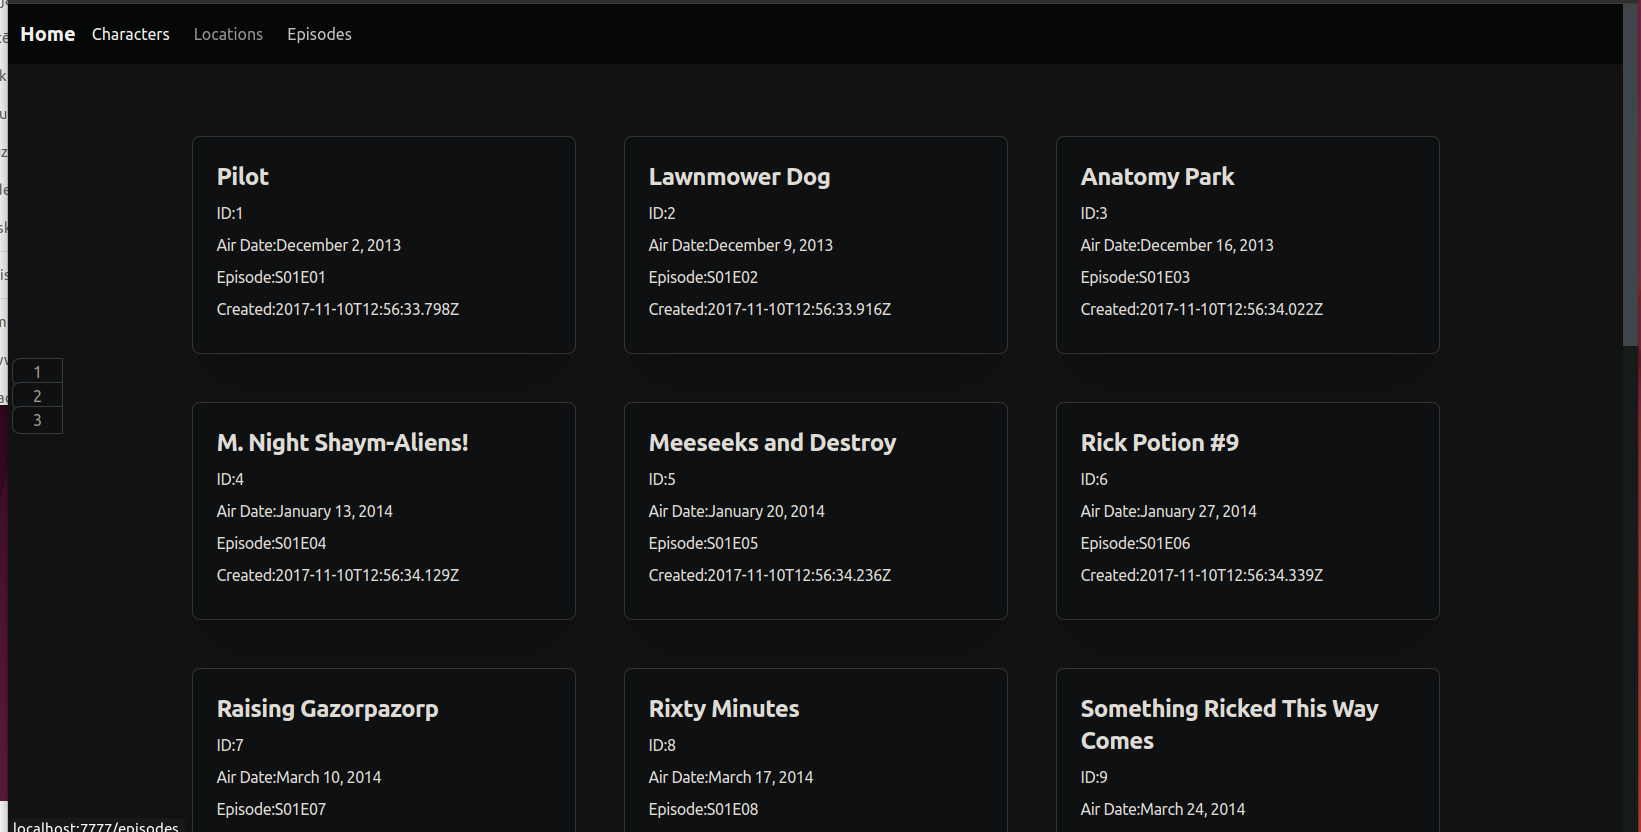 Home Characters Locations Episodes
Pilot
ID:1
Air Date:December 2, 2013
Episode:S01E01
Created:2017-11-10T12:56:33.798Z
Lawnmower Dog
ID:2
Air Date:December 9, 2013
Episode:S01E02
Created:2017-11-10T12:56:33.916Z
Anatomy Park
ID:3
Air Date:December 16, 2013
Episode:S01E03
Created:2017-11-10T12:56:34.022Z
1
2
3
M. Night Shaym-Aliens!
ID:4
Air Date:January 13, 2014
Episode:S01E04
Created:2017-11-10T12:56:34.129Z
Meeseeks and Destroy
ID:5
Air Date:January 20, 2014
Episode:S01E05
Created:2017-11-10T12:56:34.236Z
Rick Potion #9
ID:6
Air Date:January 27, 2014
Episode:S01E06
Created:2017-11-10T12:56:34.339Z
Raising Gazorpazorp
ID:7
Air Date:March 10, 2014
Episode:S01E07
Rixty Minutes
ID:8
Air Date:March 17, 2014
Episode:S01E08
Something Ricked This Way
Comes
ID:9
Air Date:March 24, 2014
localhost:7777/episodes